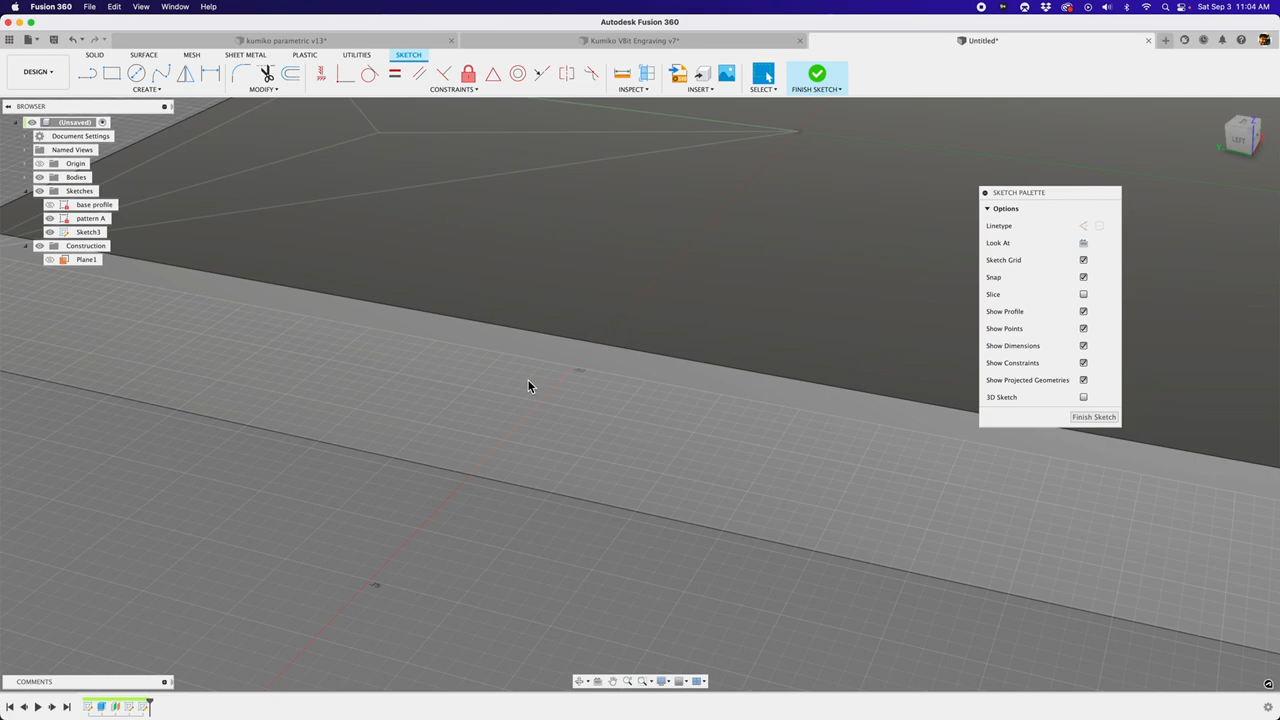 Fusion 360 File Edit View Window Help Sat Sep 3 11:04 AM
Autodesk Fusion 360
kumiko parametric v13* Kumiko VBit Engraving v7* Untitled*
SOLID SURFACE MESH SHEET METAL PLASTIC UTILITIES SKETCH
DESIGN
CREATE MODIFY CONSTRAINTS INSPECT INSERT SELECT FINISH SKETCH
BROWSER
(Unsaved)
Document Settings
Named Views
Origin
Bodies
Sketches
base profile
pattern A
Sketch3
Construction
Plane1
LEFT
SKETCH PALETTE
Options
Linetype
Look At
Sketch Grid
Snap
Slice
Show Profile
Show Points
Show Dimensions
Show Constraints
Show Projected Geometries
3D Sketch
Finish Sketch
COMMENTS